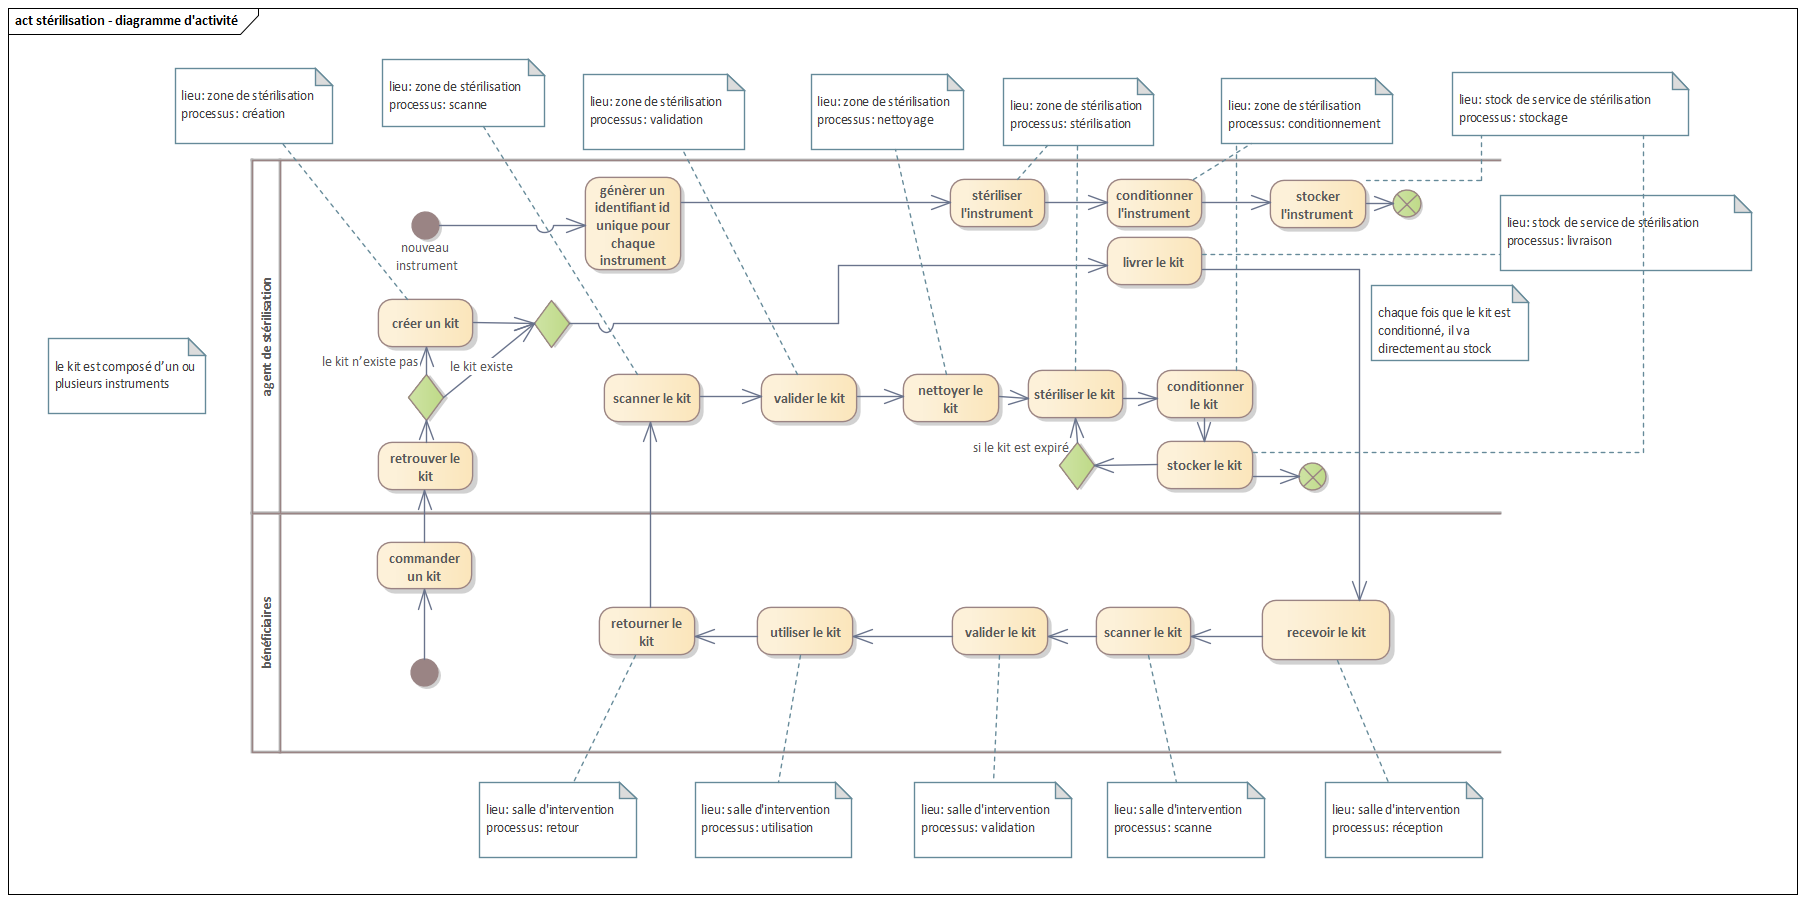 act stérilisation - diagramme d'activité
lieu: zone de stérilisation
processus: création
lieu: zone de stérilisation
processus: scanne
lieu: zone de stérilisation
processus: validation
lieu: zone de stérilisation
processus: nettoyage
lieu: zone de stérilisation
processus: stérilisation
lieu: zone de stérilisation
processus: conditionnement
lieu: stock de service de stérilisation
processus: stockage
agent de stérilisation
nouveau
instrument
génèrer un
identifiant id
unique pour
chaque
instrument
stériliser
l'instrument
conditionner
l'instrument
stocker
l'instrument
lieu: stock de service de stérilisation
processus: livraison
livrer le kit
créer un kit
chaque fois que le kit est
conditionné, il va
directement au stock
le kit est composé d’un ou
plusieurs instruments
le kit n’existe pas
le kit existe
scanner le kit
valider le kit
nettoyer le
kit
stériliser le kit
conditionner
le kit
retrouver le
kit
si le kit est expiré
stocker le kit
bénéficiaires
commander
un kit
retourner le
kit
utiliser le kit
valider le kit
scanner le kit
recevoir le kit
lieu: salle d'intervention
processus: retour
lieu: salle d'intervention
processus: utilisation
lieu: salle d'intervention
processus: validation
lieu: salle d'intervention
processus: scanne
lieu: salle d'intervention
processus: réception